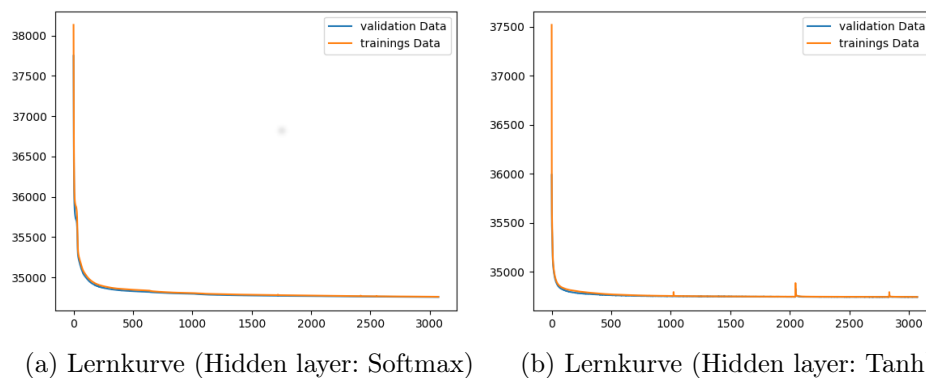 validation Data
trainings Data
38000
37500
37000
36500
36000
35500
35000
0 500 1000 1500 2000 2500 3000
(a) Lernkurve (Hidden layer: Softmax)
validation Data
trainings Data
37500
37000
36500
36000
35500
35000
0 500 1000 1500 2000 2500 3000
(b) Lernkurve (Hidden layer: Tanh